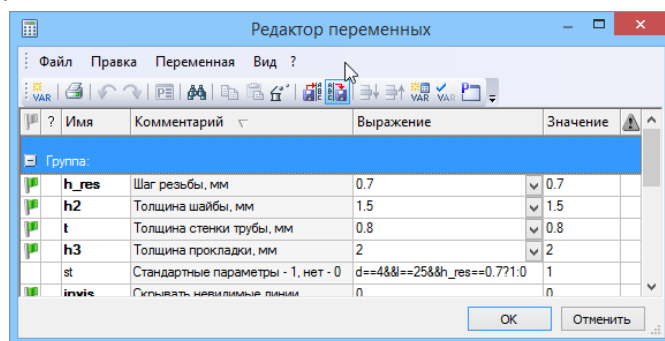 Редактор переменных
Файл Правка Переменная Вид ?
VAR VAR VAR
? Имя Комментарий Выражение Значение
Группа:
h_res Шаг резьбы, мм 0.7 0.7
h2 Толщина шайбы, мм 1.5 1.5
t Толщина стенки трубы, мм 0.8 0.8
h3 Толщина прокладки, мм 2 2
st Стандартные параметры - 1, нет - 0 d==4&&l==25&&h_res==0.7?1:0 1
invis Скрывать невидимые линии 0 0
OK Отменить